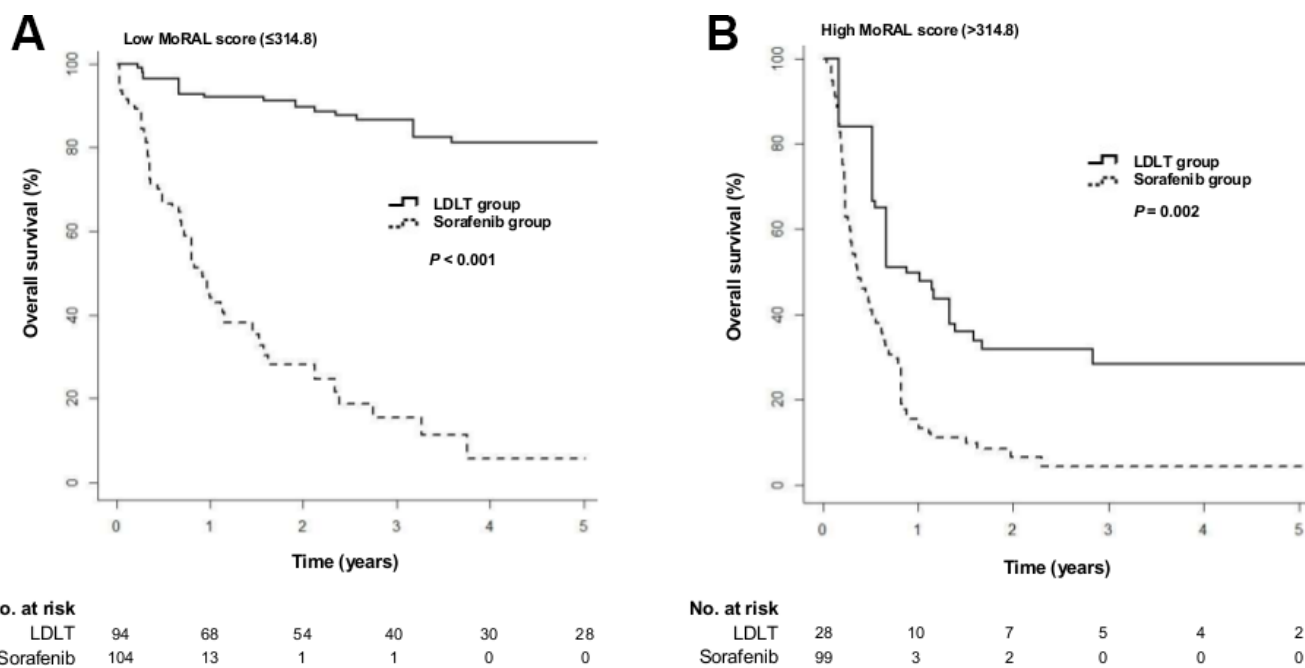 A
Low MoRAL score (≤314.8)
Overall survival (%)
100
80
60
40
20
0
LDLT group
Sorafenib group
P < 0.001
0 1 2 3 4 5
Time (years)
o. at risk
LDLT 94 68 54 40 30 28
Sorafenib 104 13 1 1 0 0
B
High MoRAL score (>314.8)
Overall survival (%)
100
80
60
40
20
0
LDLT group
Sorafenib group
P = 0.002
0 1 2 3 4 5
Time (years)
No. at risk
LDLT 28 10 7 5 4 2
Sorafenib 99 3 2 0 0 0